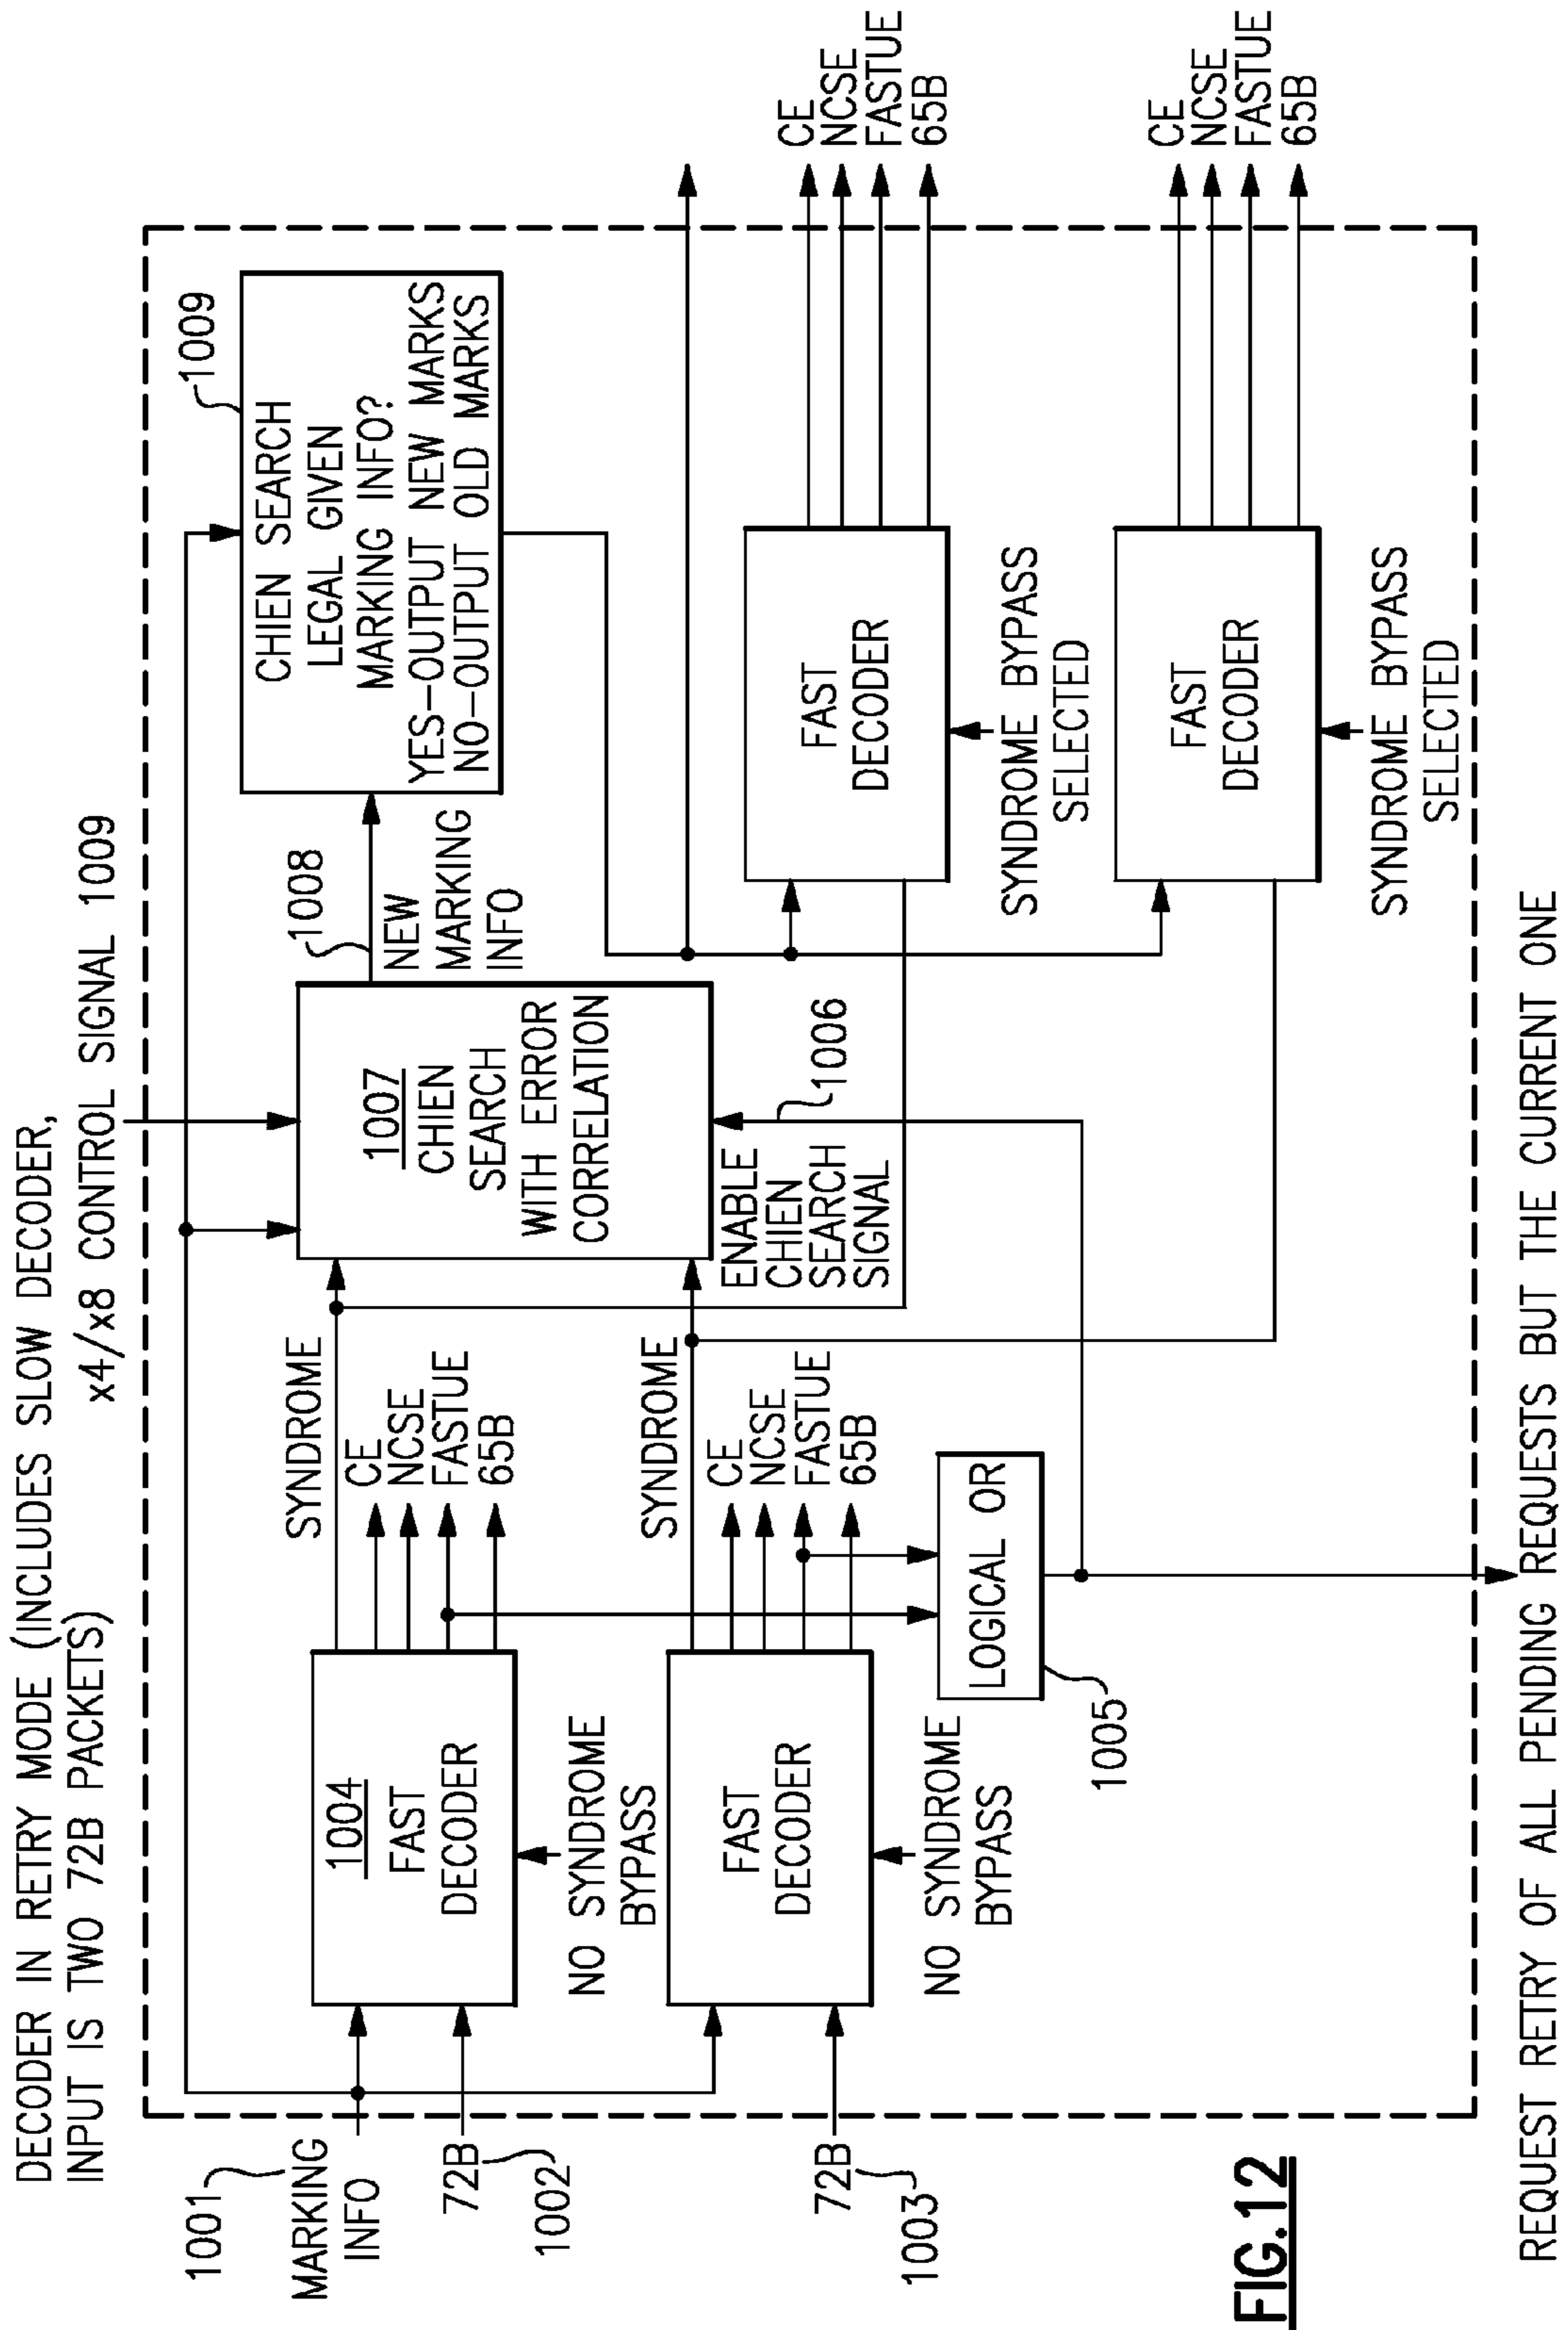 DECODER IN RETRY MODE (INCLUDES SLOW DECODER,
INPUT IS TWO 72B PACKETS)
x4/x8 CONTROL SIGNAL 1009
1001
MARKING
INFO
72B
1002
72B
1003
1004
FAST
DECODER
NO SYNDROME
BYPASS
SYNDROME
CE
NCSE
FASTUE
65B
FAST
DECODER
NO SYNDROME
BYPASS
SYNDROME
CE
NCSE
FASTUE
65B
LOGICAL OR
1005
1007
CHIEN
SEARCH
WITH ERROR
CORRELATION
ENABLE
CHIEN
SEARCH
SIGNAL
1006
1008
NEW
MARKING
INFO
1009
CHIEN SEARCH
LEGAL GIVEN
MARKING INFO?
YES-OUTPUT NEW MARKS
NO-OUTPUT OLD MARKS
FAST
DECODER
SYNDROME BYPASS
SELECTED
CE
NCSE
FASTUE
65B
FAST
DECODER
SYNDROME BYPASS
SELECTED
CE
NCSE
FASTUE
65B
REQUEST RETRY OF ALL PENDING REQUESTS BUT THE CURRENT ONE
FIG.12